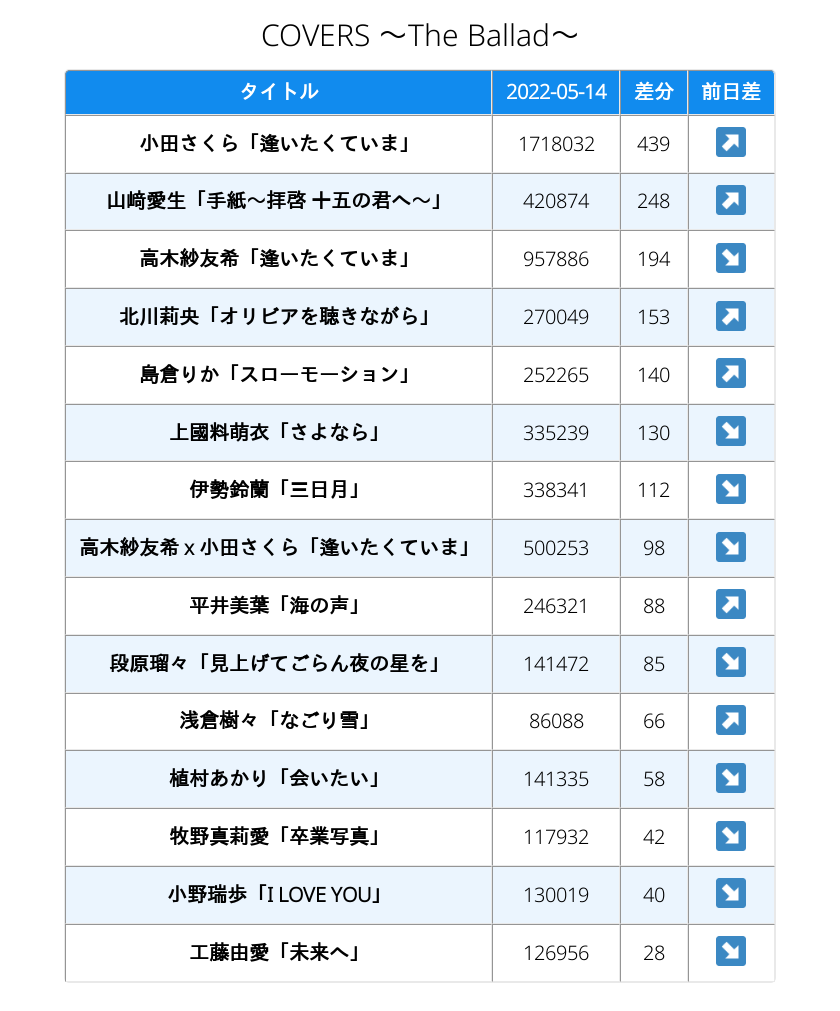 COVERS ～The Ballad～
タイトル 2022-05-14 差分 前日差
小田さくら「逢いたくていま」 1718032 439 ↗
山﨑愛生「手紙～拝啓 十五の君へ～」 420874 248 ↗
高木紗友希「逢いたくていま」 957886 194 ↘
北川莉央「オリビアを聴きながら」 270049 153 ↗
島倉りか「スローモーション」 252265 140 ↗
上國料萌衣「さよなら」 335239 130 ↘
伊勢鈴蘭「三日月」 338341 112 ↘
高木紗友希 x 小田さくら「逢いたくていま」 500253 98 ↘
平井美葉「海の声」 246321 88 ↗
段原瑠々「見上げてごらん夜の星を」 141472 85 ↘
浅倉樹々「なごり雪」 86088 66 ↗
植村あかり「会いたい」 141335 58 ↘
牧野真莉愛「卒業写真」 117932 42 ↘
小野瑞歩「I LOVE YOU」 130019 40 ↘
工藤由愛「未来へ」 126956 28 ↘